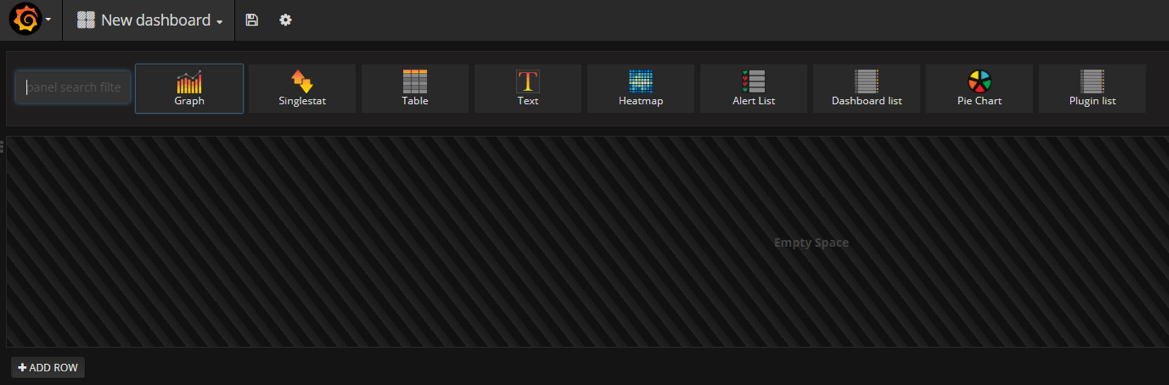 New dashboard
panel search filte
Graph
Singlestat
Table
Text
Heatmap
Alert List
Dashboard list
Pie Chart
Plugin list
Empty Space
+ ADD ROW